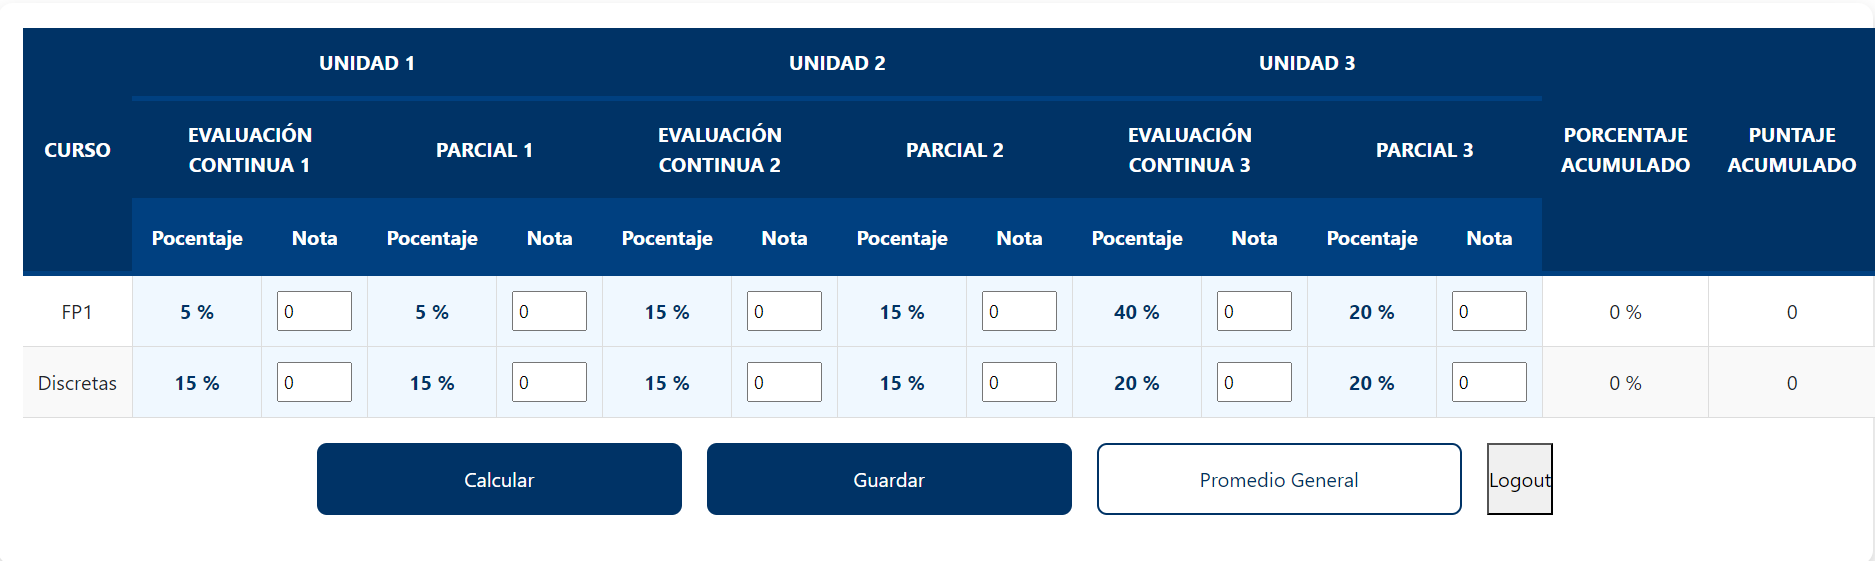 UNIDAD 1 UNIDAD 2 UNIDAD 3
CURSO EVALUACIÓN CONTINUA 1 PARCIAL 1 EVALUACIÓN CONTINUA 2 PARCIAL 2 EVALUACIÓN CONTINUA 3 PARCIAL 3 PORCENTAJE ACUMULADO PUNTAJE ACUMULADO
Pocentaje Nota Pocentaje Nota Pocentaje Nota Pocentaje Nota Pocentaje Nota Pocentaje Nota
FP1 5 % 0 5 % 0 15 % 0 15 % 0 40 % 0 20 % 0 0 % 0
Discretas 15 % 0 15 % 0 15 % 0 15 % 0 20 % 0 20 % 0 0 % 0
Calcular Guardar Promedio General Logout